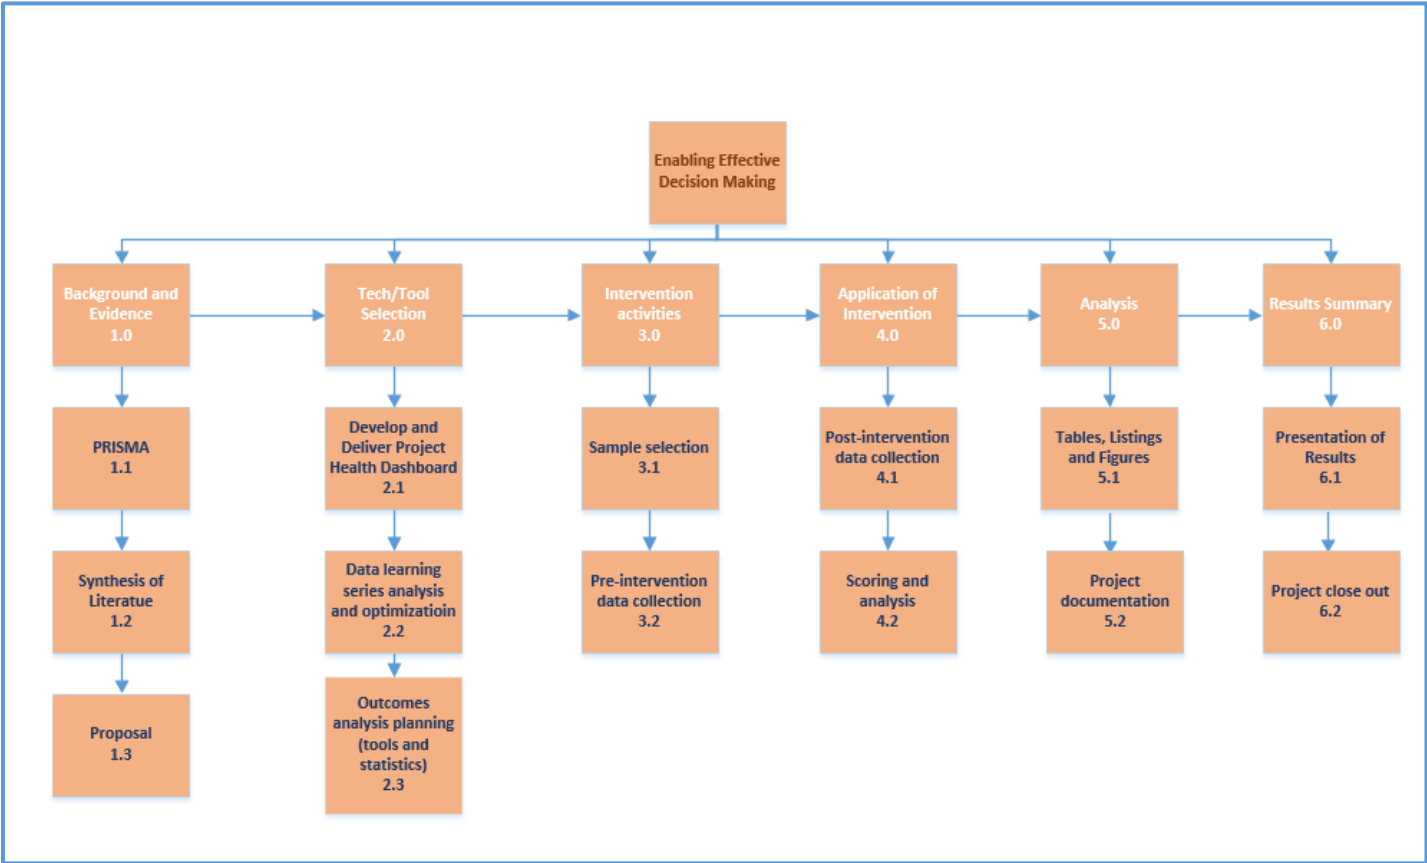 Enabling Effective
Decision Making
Background and
Evidence
1.0
Tech/Tool
Selection
2.0
Intervention
activities
3.0
Application of
Intervention
4.0
Analysis
5.0
Results Summary
6.0
PRISMA
1.1
Develop and
Deliver Project
Health Dashboard
2.1
Sample selection
3.1
Post-intervention
data collection
4.1
Tables, Listings
and Figures
5.1
Presentation of
Results
6.1
Synthesis of
Literatue
1.2
Data learning
series analysis
and optimizatioin
2.2
Pre-intervention
data collection
3.2
Scoring and
analysis
4.2
Project
documentation
5.2
Project close out
6.2
Proposal
1.3
Outcomes
analysis planning
(tools and
statistics)
2.3